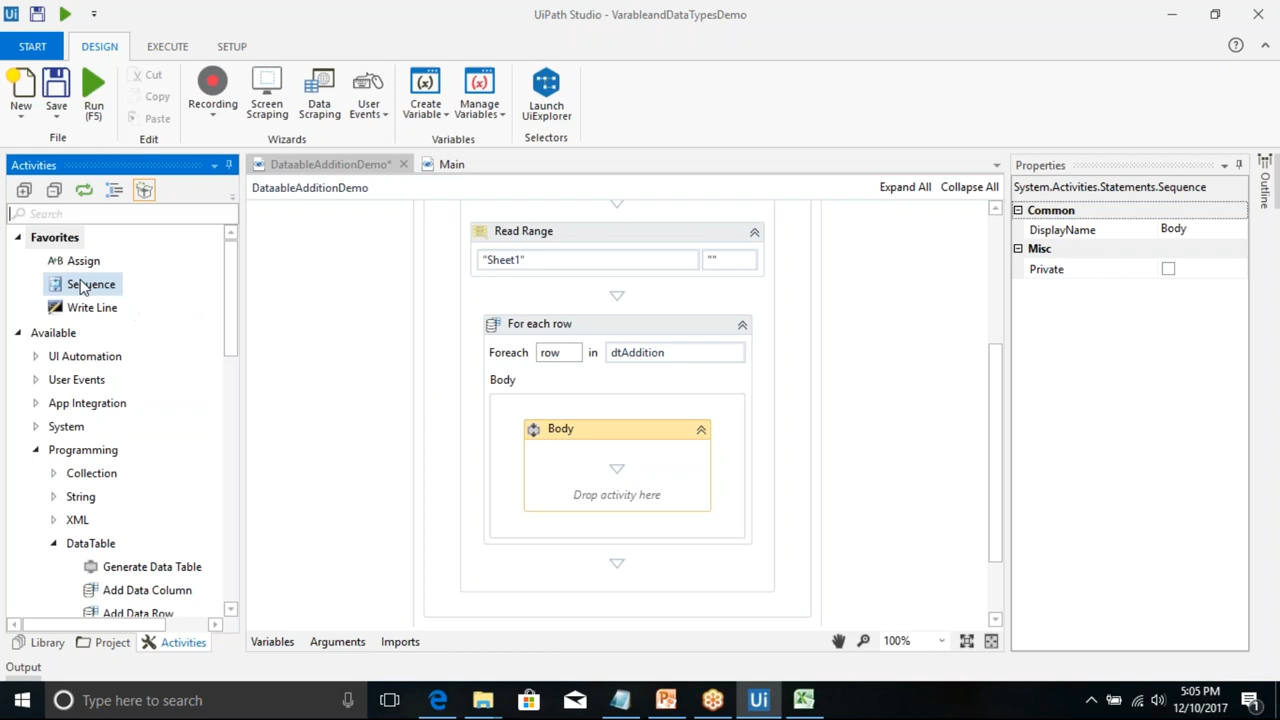 Ui
UiPath Studio - VarableandDataTypesDemo
START DESIGN EXECUTE SETUP
New Save Run (F5)
Cut
Copy
Paste
Recording Screen Scraping Data Scraping User Events
Create Variable Manage Variables
Launch UiExplorer
File Edit Wizards Variables Selectors
Activities
Search
Favorites
A+B Assign
Sequence
Write Line
Available
UI Automation
User Events
App Integration
System
Programming
Collection
String
XML
DataTable
Generate Data Table
Add Data Column
Add Data Row
Library Project Activities
Output
DataableAdditionDemo* Main
DataableAdditionDemo Expand All Collapse All
Read Range
"Sheet1" ""
For each row
Foreach row in dtAddition
Body
Body
Drop activity here
Variables Arguments Imports 100%
Properties
System.Activities.Statements.Sequence
Common
DisplayName Body
Misc
Private
Outline
Type here to search
Ui
5:05 PM
12/10/2017
1